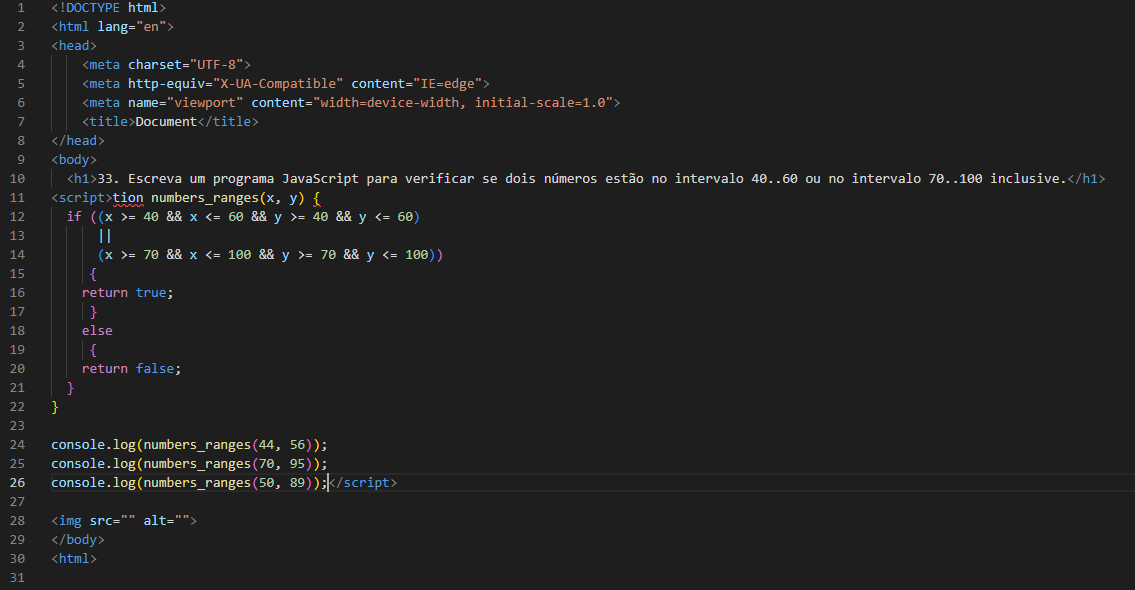 1 <!DOCTYPE html>
2 <html lang="en">
3 <head>
4     <meta charset="UTF-8">
5     <meta http-equiv="X-UA-Compatible" content="IE=edge">
6     <meta name="viewport" content="width=device-width, initial-scale=1.0">
7     <title>Document</title>
8 </head>
9 <body>
10   <h1>33. Escreva um programa JavaScript para verificar se dois números estão no intervalo 40..60 ou no intervalo 70..100 inclusive.</h1>
11 <script>tion numbers_ranges(x, y) {
12   if ((x >= 40 && x <= 60 && y >= 40 && y <= 60)
13       ||
14       (x >= 70 && x <= 100 && y >= 70 && y <= 100))
15      {
16     return true;
17      }
18     else
19      {
20     return false;
21   }
22 }
23
24 console.log(numbers_ranges(44, 56));
25 console.log(numbers_ranges(70, 95));
26 console.log(numbers_ranges(50, 89));</script>
27
28 <img src="" alt="">
29 </body>
30 <html>
31